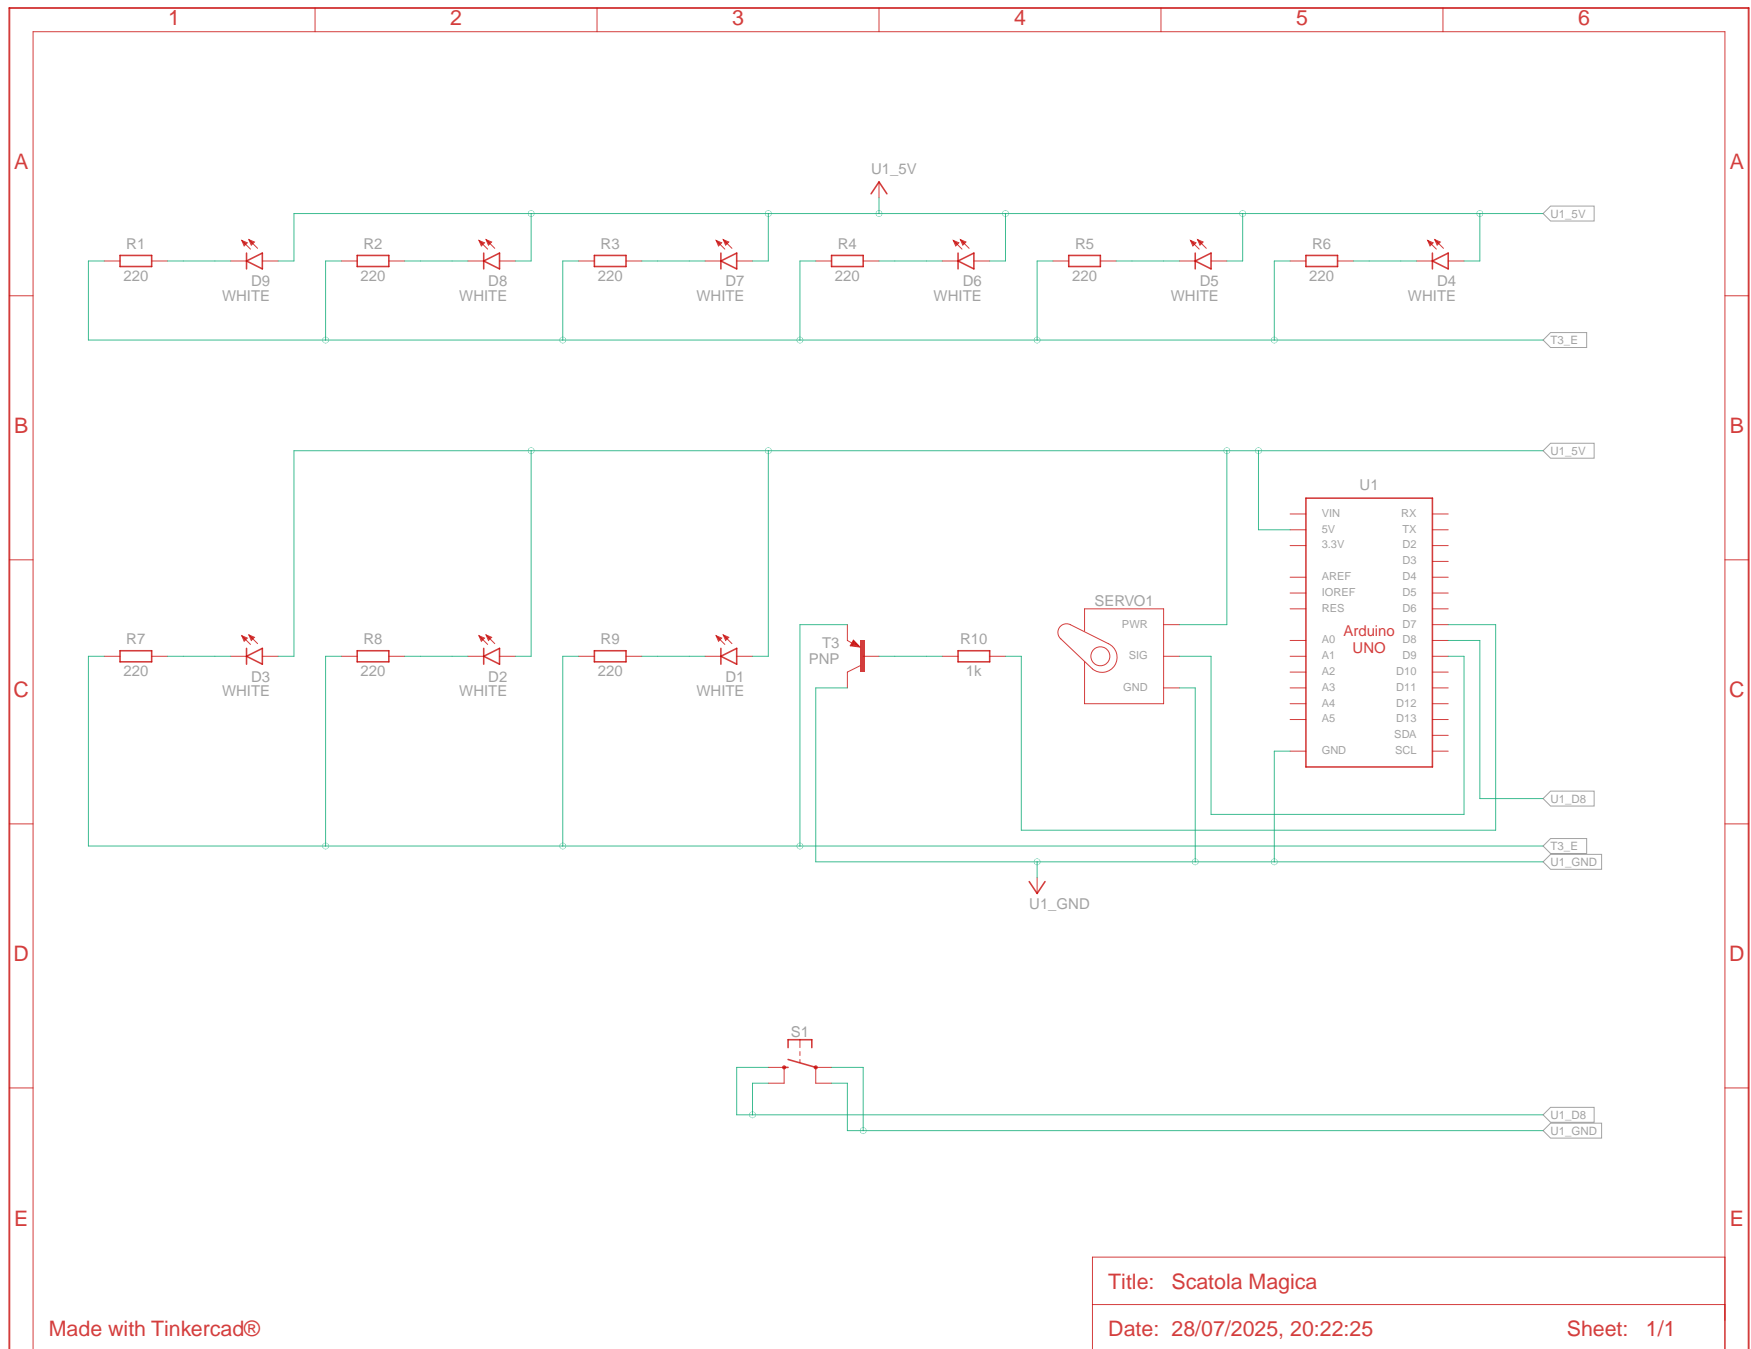 1 2 3 4 5 6
A A
U1_5V
U1_5V
R1 R2 R3 R4 R5 R6
220 D9 220 D8 220 D7 220 D6 220 D5 220 D4
WHITE WHITE WHITE WHITE WHITE WHITE
T3_E
B B
U1_5V
U1
VIN RX
5V TX
3.3V D2
D3
AREF D4
IOREF D5
RES D6
D7
A0 D8
A1 D9
A2 D10
A3 D11
A4 D12
A5 D13
SDA
GND SCL
Arduino
UNO
SERVO1
PWR
SIG
GND
R7 R8 R9 T3 R10
220 D3 220 D2 220 D1 PNP 1k
WHITE WHITE WHITE
C C
U1_D8
T3_E
U1_GND
U1_GND
D D
S1
U1_D8
U1_GND
E E
Title: Scatola Magica
Made with Tinkercad®
Date: 28/07/2025, 20:22:25 Sheet: 1/1